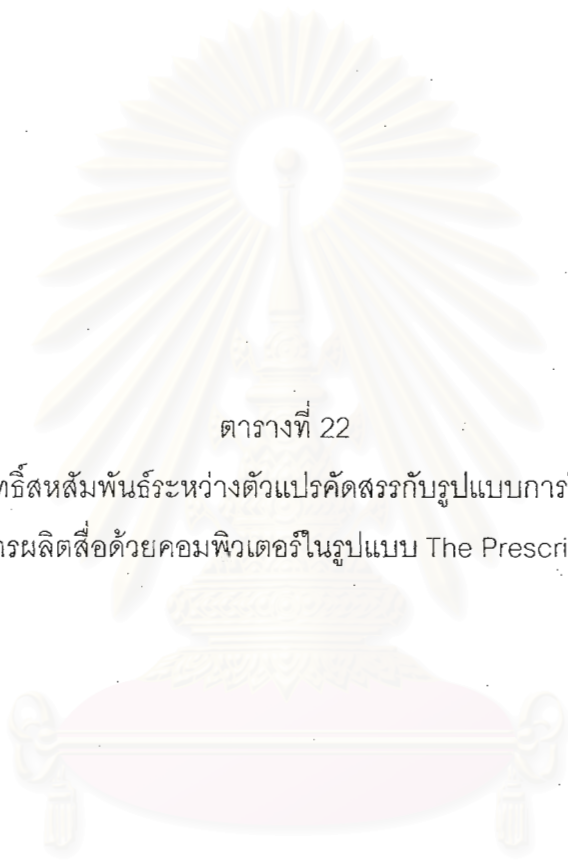 ตารางที่ 22
สหสัมพันธ์ระหว่างตัวแปรคัดสรรกับรูปแบบการ
ผลิตสื่อด้วยคอมพิวเตอร์ในรูปแบบ The